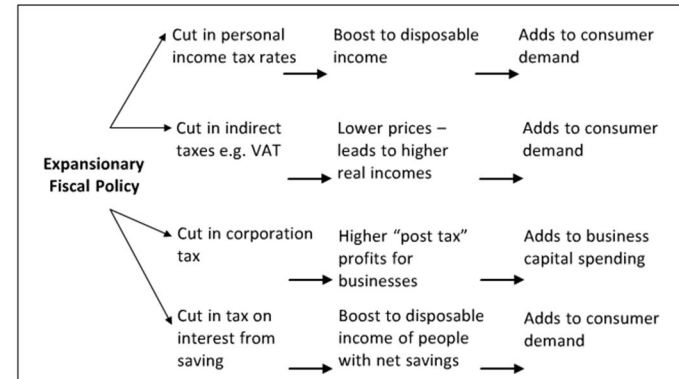 Cut in personal
income tax rates
Boost to disposable
income
Adds to consumer
demand
Cut in indirect
taxes e.g. VAT
Lower prices –
leads to higher
real incomes
Adds to consumer
demand
Expansionary
Fiscal Policy
Cut in corporation
tax
Higher “post tax”
profits for
businesses
Adds to business
capital spending
Cut in tax on
interest from
saving
Boost to disposable
income of people
with net savings
Adds to consumer
demand